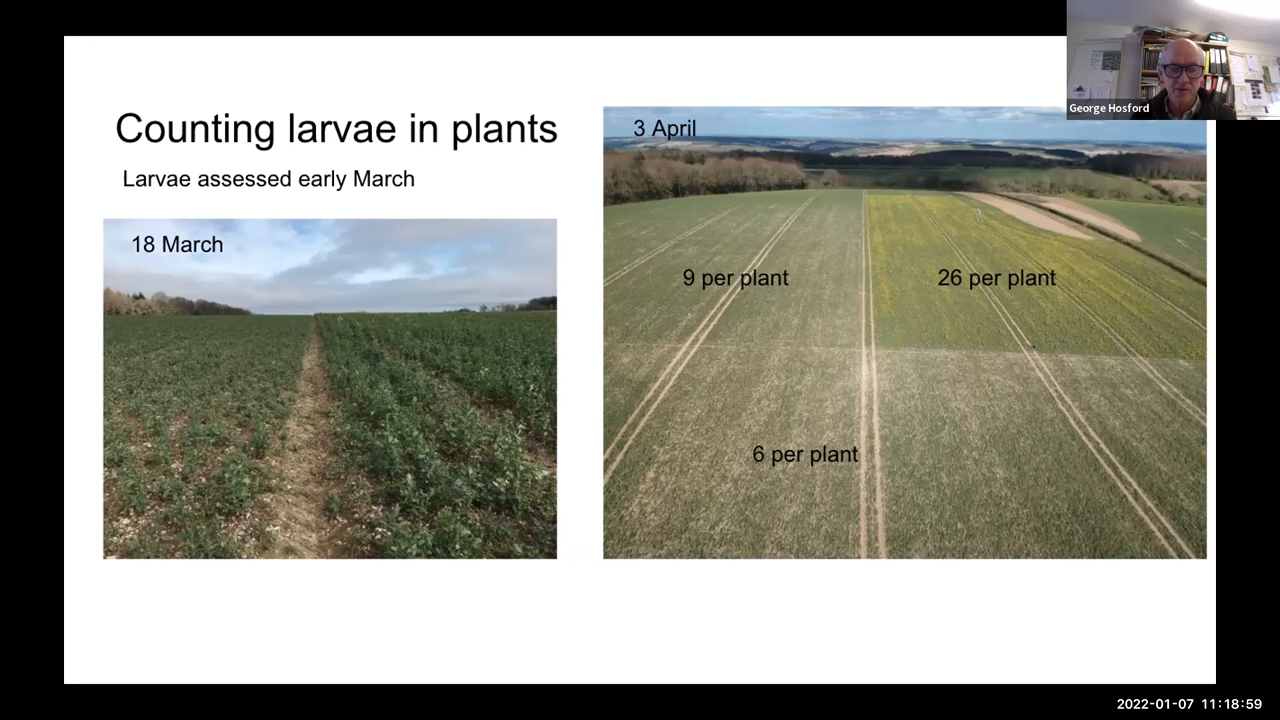 George Hosford
Counting larvae in plants
Larvae assessed early March
18 March
3 April
9 per plant
26 per plant
6 per plant
2022-01-07 11:18:59